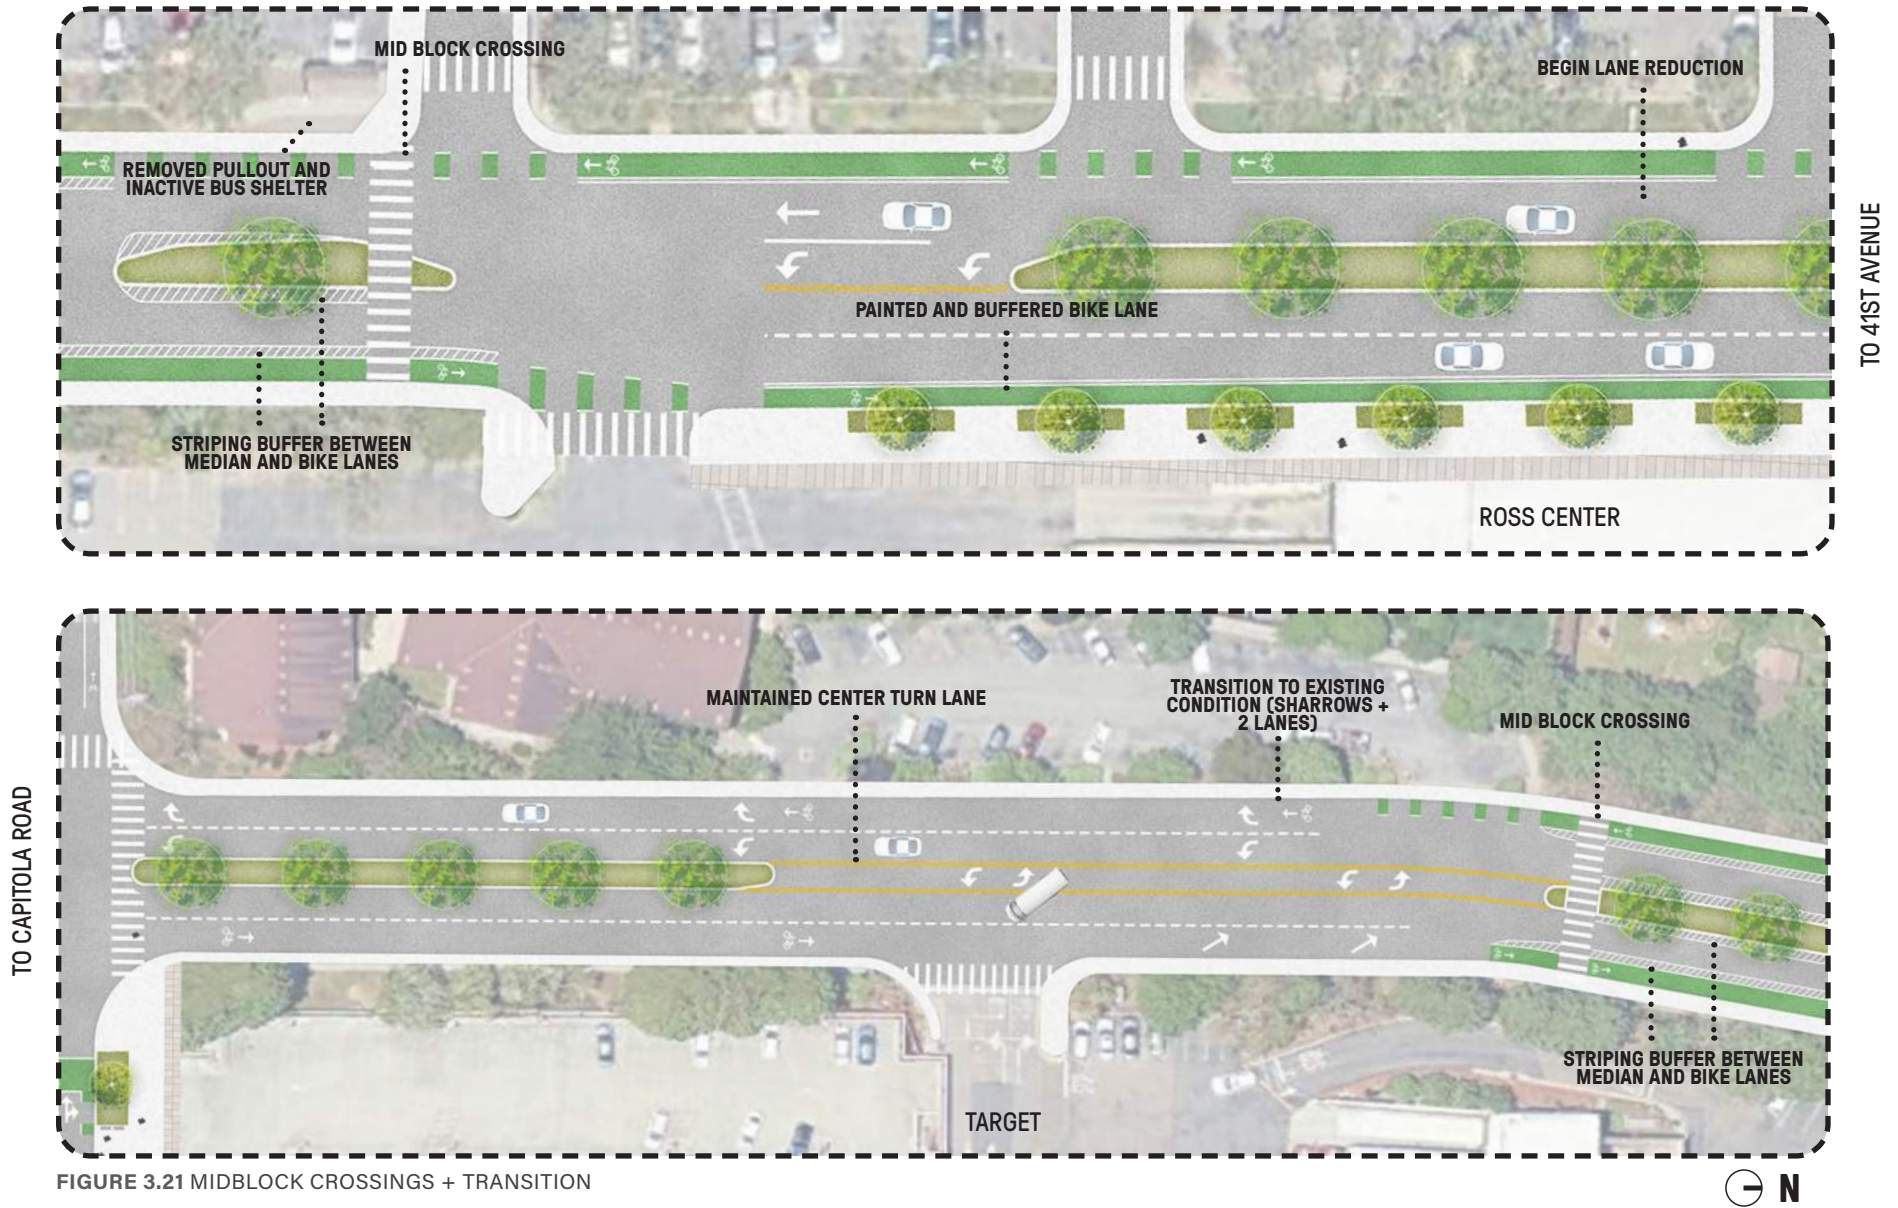 MID BLOCK CROSSING
BEGIN LANE REDUCTION
REMOVED PULLOUT AND
INACTIVE BUS SHELTER
PAINTED AND BUFFERED BIKE LANE
STRIPING BUFFER BETWEEN
MEDIAN AND BIKE LANES
ROSS CENTER
TO 41ST AVENUE
MAINTAINED CENTER TURN LANE
TRANSITION TO EXISTING
CONDITION (SHARROWS +
2 LANES)
MID BLOCK CROSSING
TO CAPITOLA ROAD
STRIPING BUFFER BETWEEN
MEDIAN AND BIKE LANES
TARGET
FIGURE 3.21 MIDBLOCK CROSSINGS + TRANSITION
N